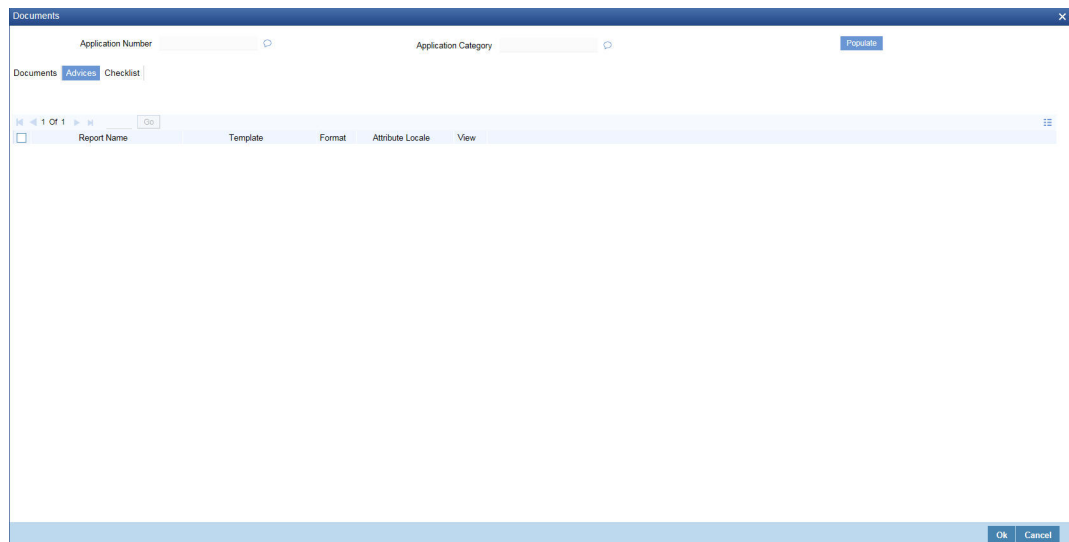 Documents
Application Number Application Category Populate
Documents Advices Checklist
1 Of 1 Go
Report Name Template Format Attribute Locale View
Ok Cancel